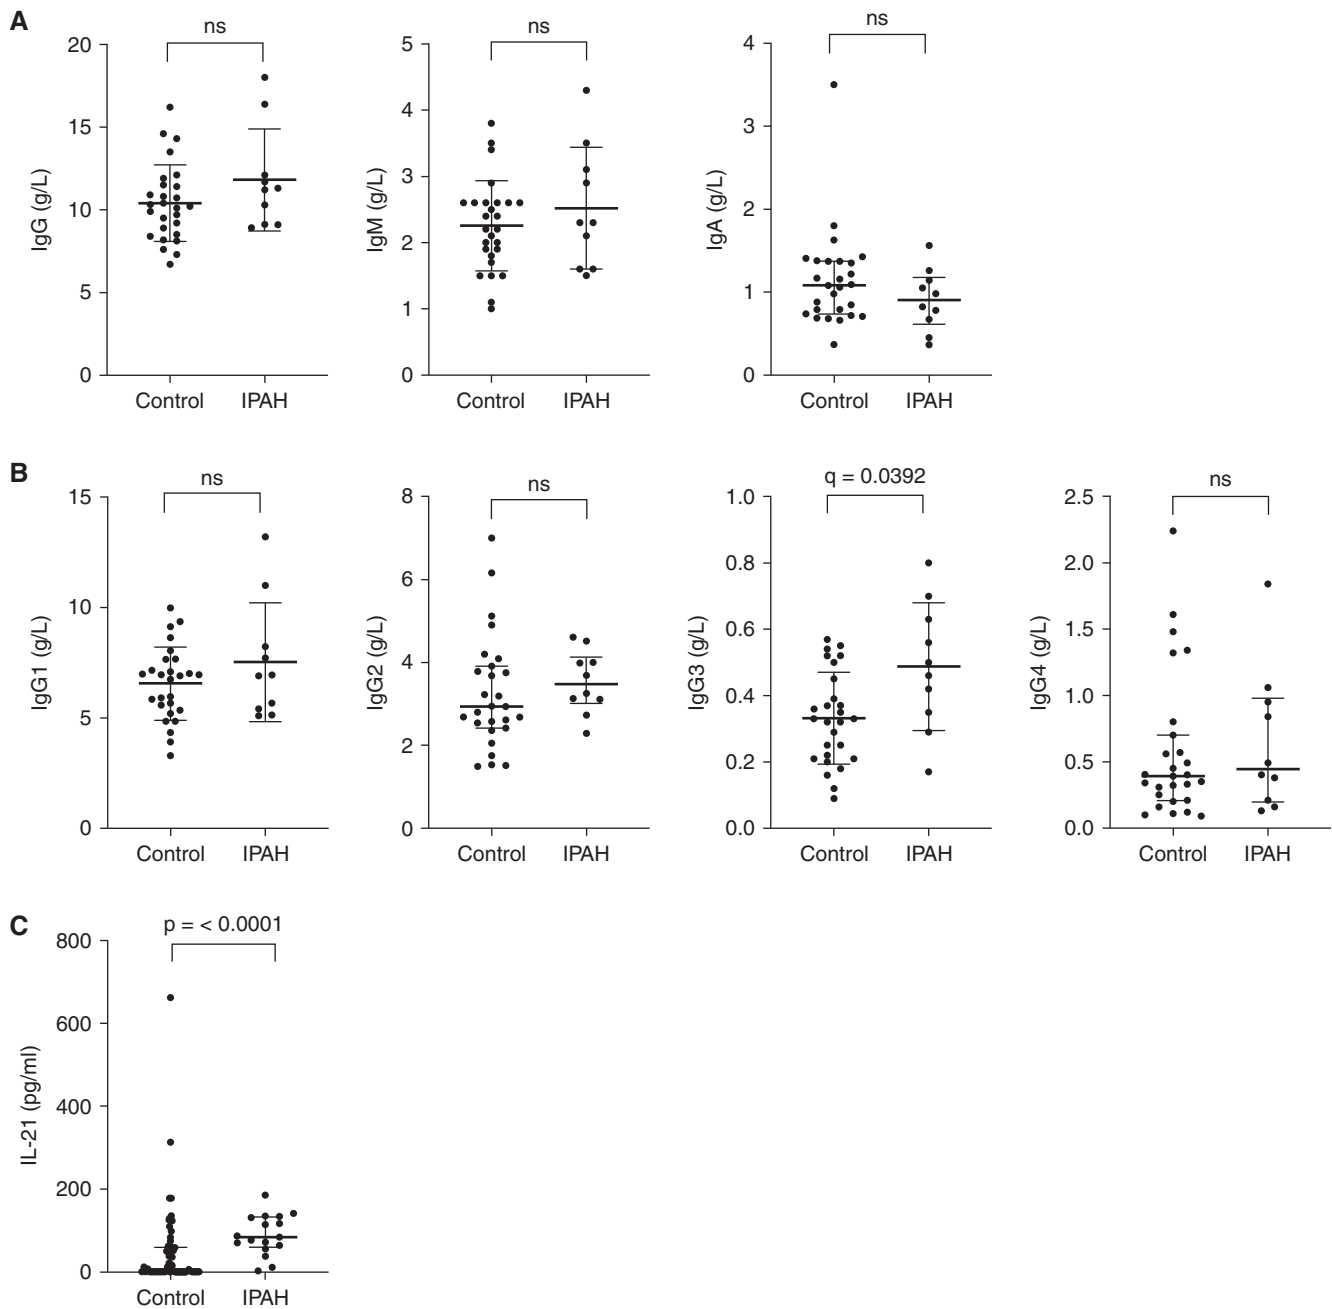 A
ns
ns
ns
20
15
10
5
0
IgG (g/L)
Control IPAH
5
4
3
2
1
0
IgM (g/L)
Control IPAH
4
3
2
1
0
IgA (g/L)
Control IPAH
B
ns
ns
q = 0.0392
ns
15
10
5
0
IgG1 (g/L)
Control IPAH
8
6
4
2
0
IgG2 (g/L)
Control IPAH
1.0
0.8
0.6
0.4
0.2
0.0
IgG3 (g/L)
Control IPAH
2.5
2.0
1.5
1.0
0.5
0.0
IgG4 (g/L)
Control IPAH
C
p = < 0.0001
800
600
400
200
0
IL-21 (pg/ml)
Control IPAH